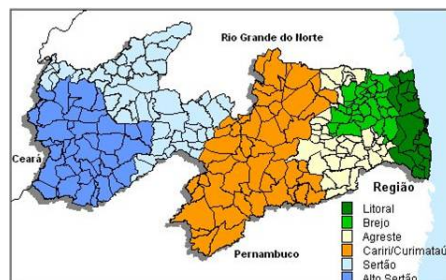 Rio Grande do Norte
Ceará
Pernambuco
Região
Litoral
Brejo
Agreste
Cariri/Curimataú
Sertão
Alto Sertão